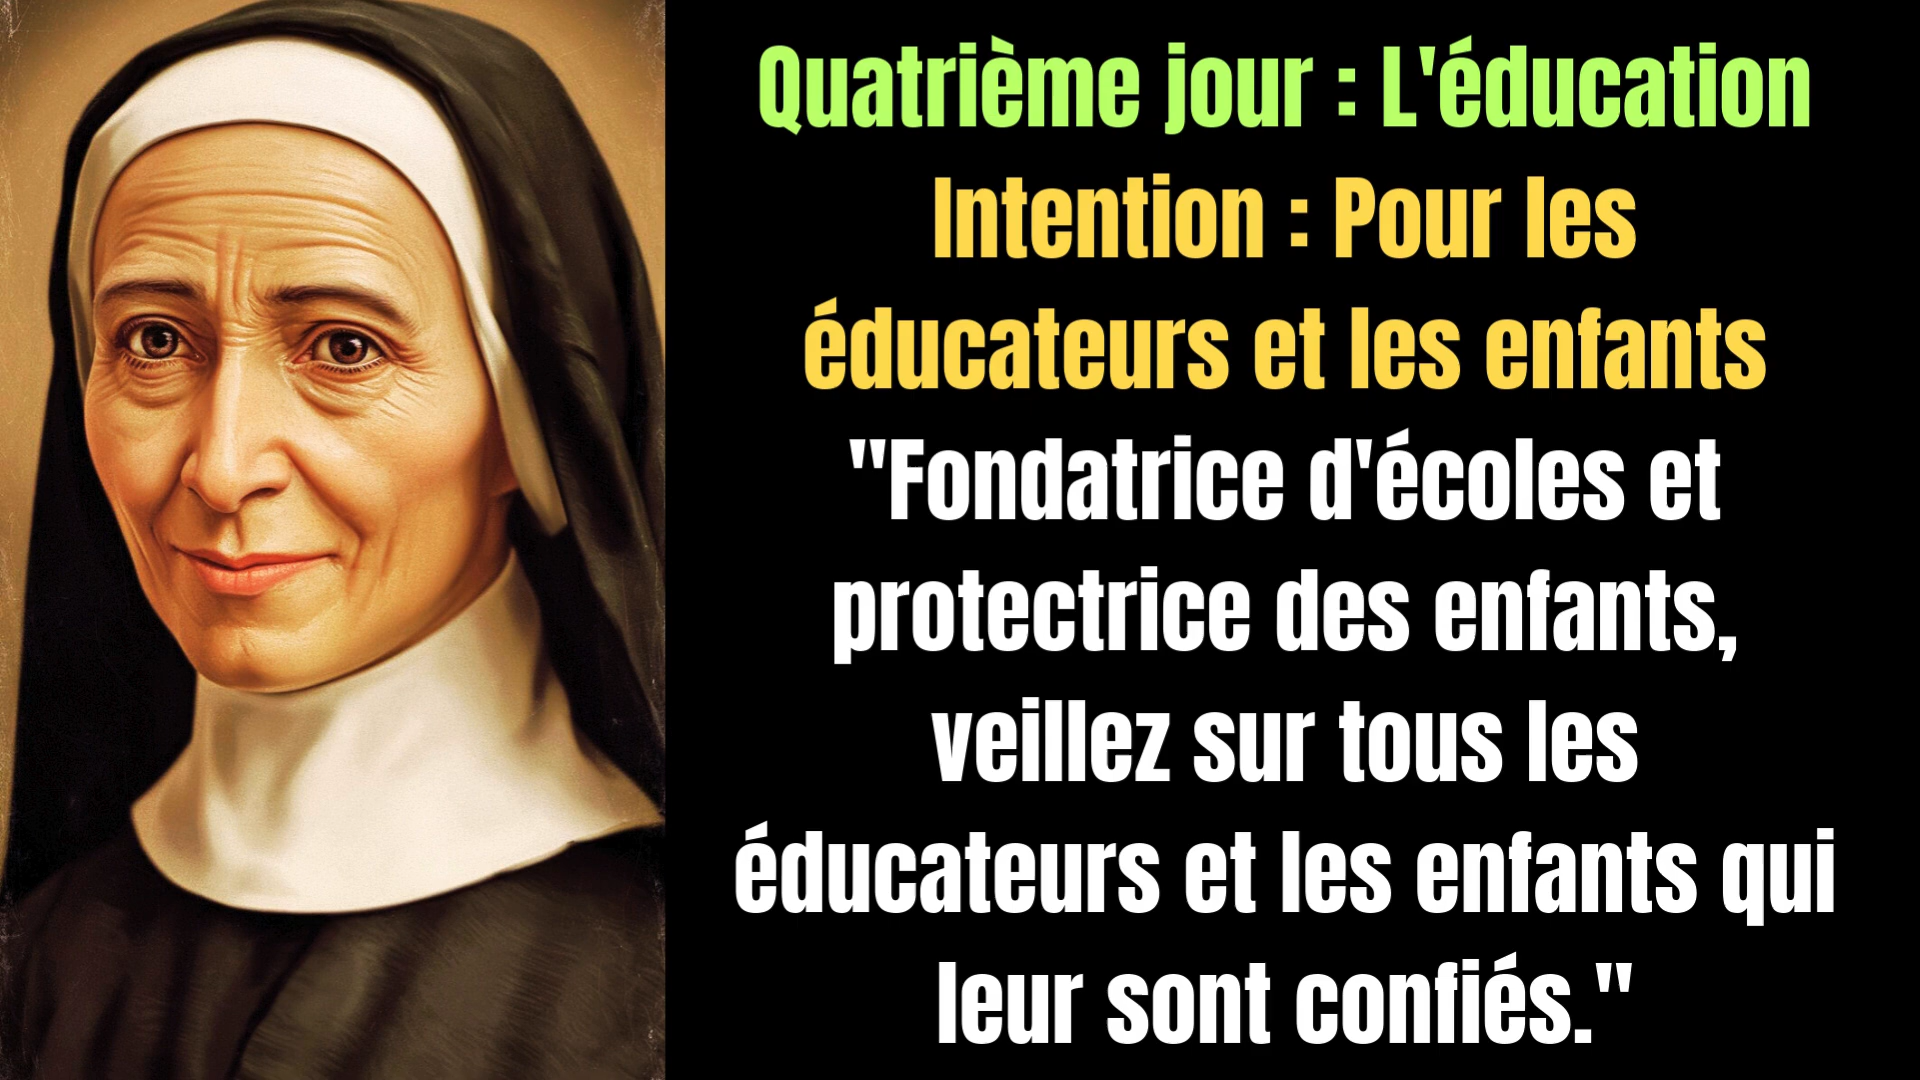 Quatrième jour : L'éducation
Intention : Pour les
éducateurs et les enfants
"Fondatrice d'écoles et
protectrice des enfants,
veillez sur tous les
éducateurs et les enfants qui
leur sont confiés."